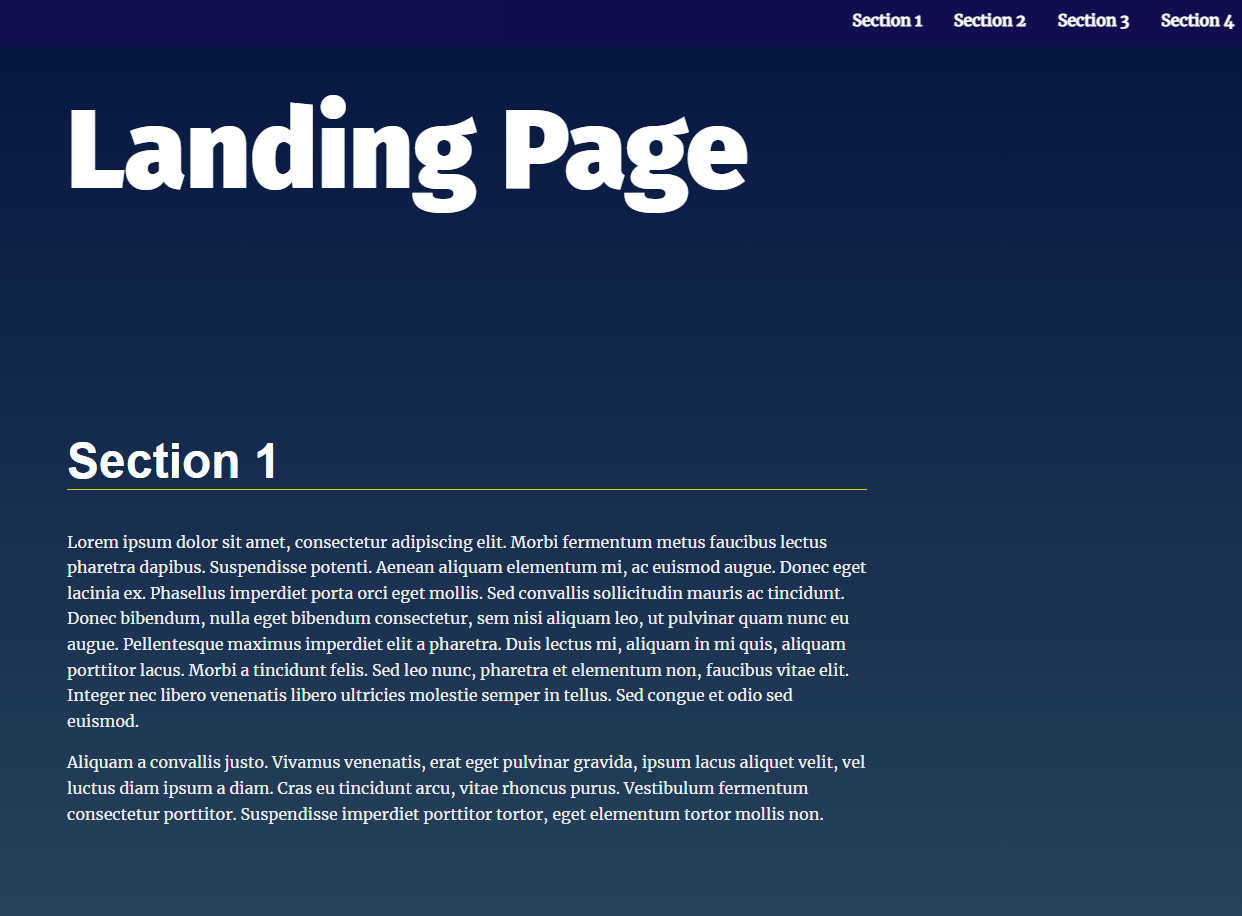 Section 1 Section 2 Section 3 Section 4
Landing Page
Section 1
Lorem ipsum dolor sit amet, consectetur adipiscing elit. Morbi fermentum metus faucibus lectus
pharetra dapibus. Suspendisse potenti. Aenean aliquam elementum mi, ac euismod augue. Donec eget
lacinia ex. Phasellus imperdiet porta orci eget mollis. Sed convallis sollicitudin mauris ac tincidunt.
Donec bibendum, nulla eget bibendum consectetur, sem nisi aliquam leo, ut pulvinar quam nunc eu
augue. Pellentesque maximus imperdiet elit a pharetra. Duis lectus mi, aliquam in mi quis, aliquam
porttitor lacus. Morbi a tincidunt felis. Sed leo nunc, pharetra et elementum non, faucibus vitae elit.
Integer nec libero venenatis libero ultricies molestie semper in tellus. Sed congue et odio sed
euismod.
Aliquam a convallis justo. Vivamus venenatis, erat eget pulvinar gravida, ipsum lacus aliquet velit, vel
luctus diam ipsum a diam. Cras eu tincidunt arcu, vitae rhoncus purus. Vestibulum fermentum
consectetur porttitor. Suspendisse imperdiet porttitor tortor, eget elementum tortor mollis non.